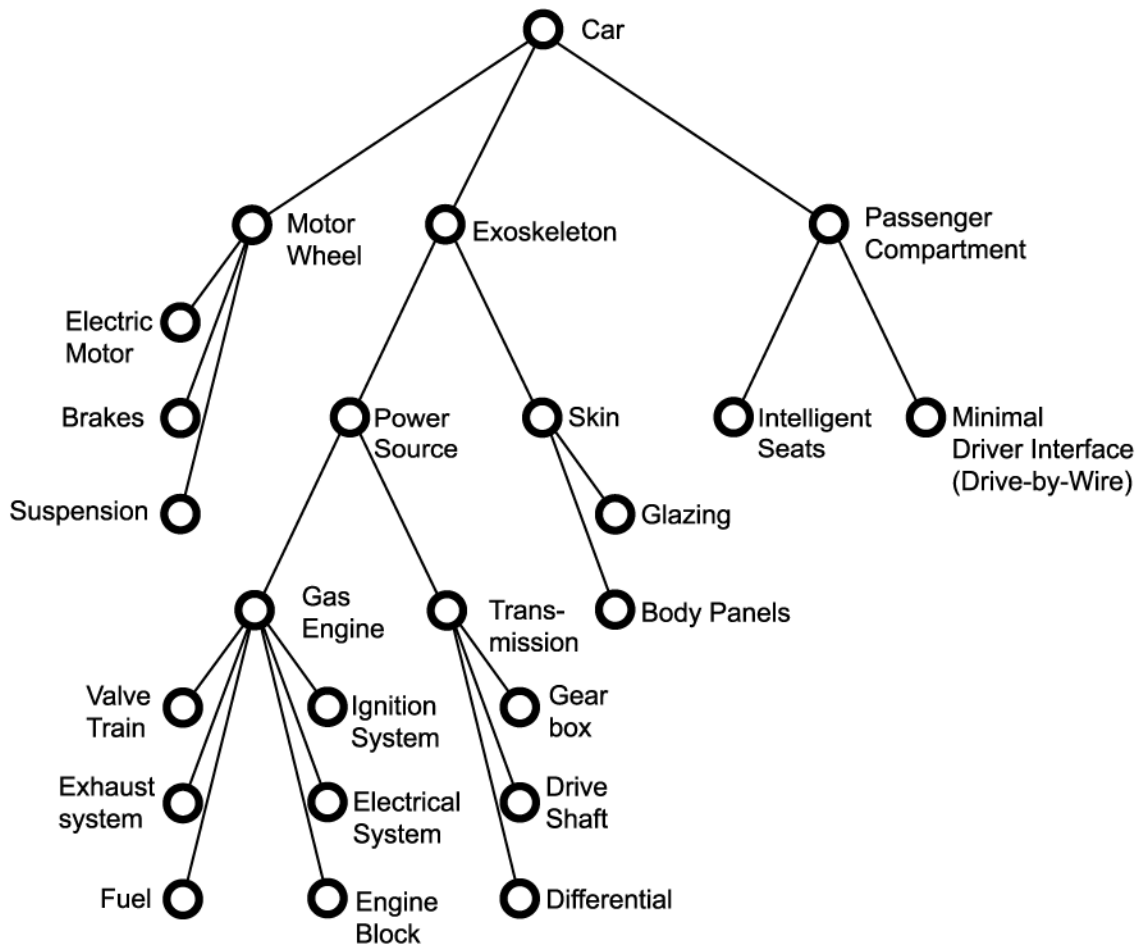 Car
Motor
Wheel
Exoskeleton
Passenger
Compartment
Electric
Motor
Brakes
Suspension
Power
Source
Skin
Intelligent
Seats
Minimal
Driver Interface
(Drive-by-Wire)
Glazing
Body Panels
Gas
Engine
Trans-
mission
Valve
Train
Ignition
System
Gear
box
Exhaust
system
Electrical
System
Drive
Shaft
Fuel
Engine
Block
Differential